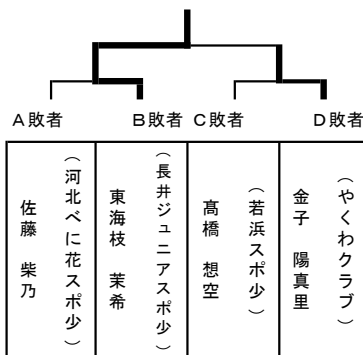 A敗者 B敗者 C敗者 D敗者
佐藤 柴乃
(河北べに花スポ少)
東海枝 茉希
(長井ジュニアスポ少)
髙橋 想空
(若浜スポ少)
金子 陽真里
(やくわクラブ)